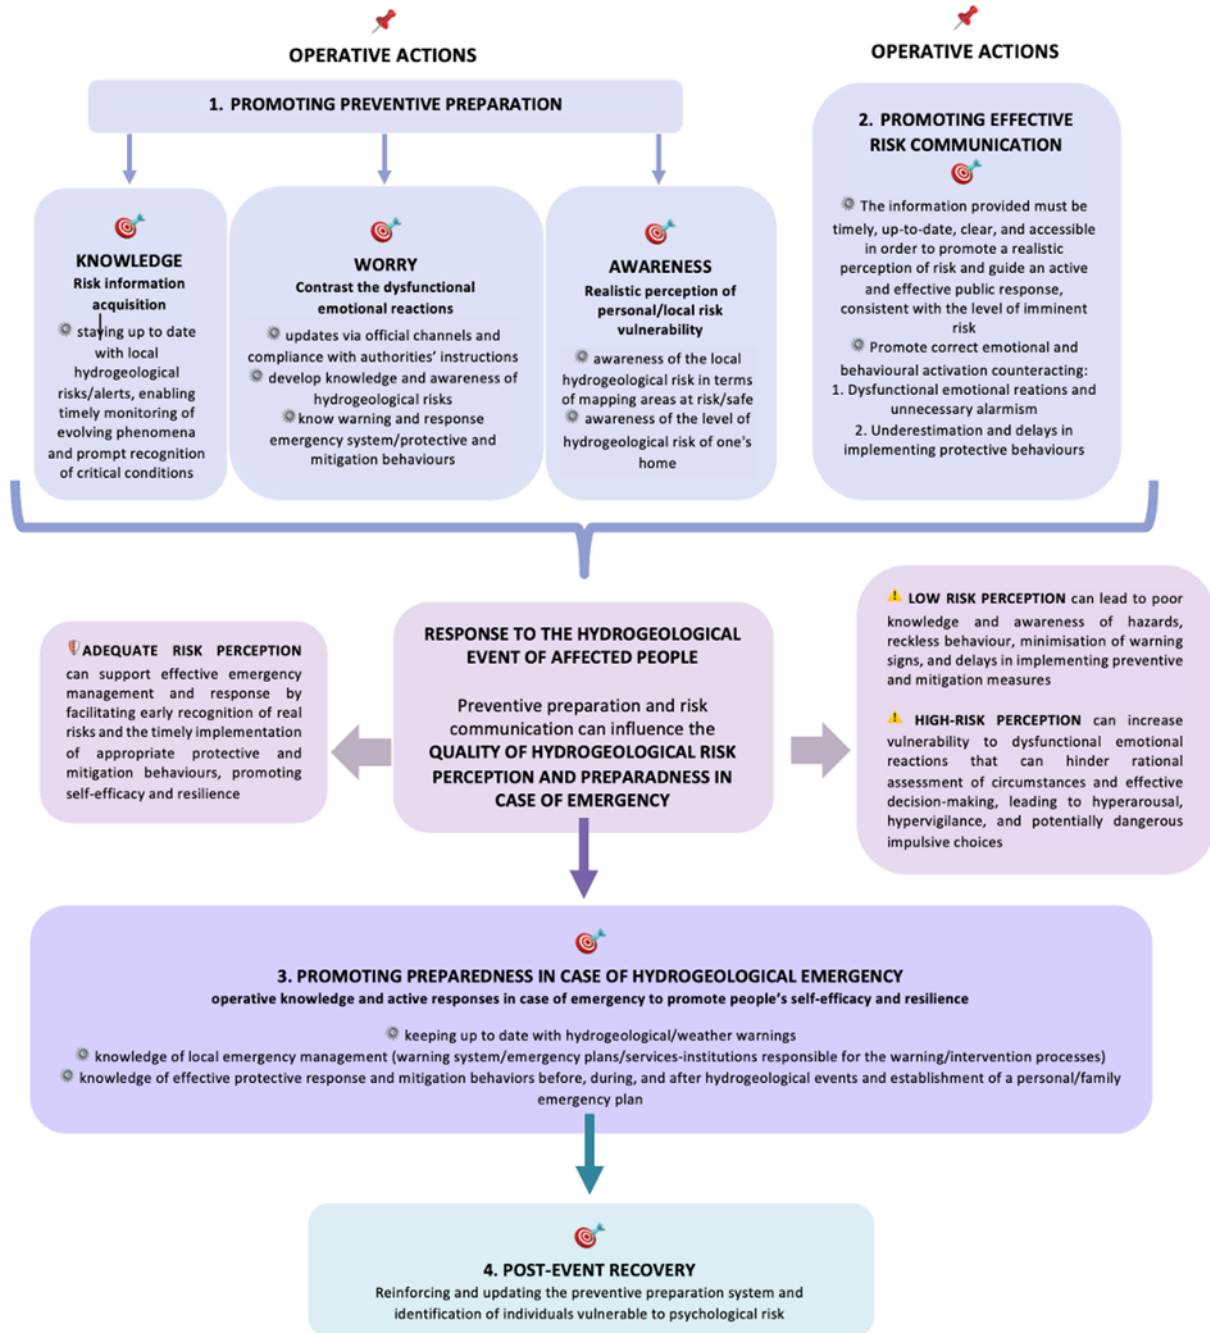 OPERATIVE ACTIONS
1. PROMOTING PREVENTIVE PREPARATION
KNOWLEDGE
Risk information
acquisition
staying up to date
with local
hydrogeological
risks/alerts, enabling
timely monitoring of
evolving phenomena
and prompt recognition
of critical conditions
WORRY
Contrast the dysfunctional
emotional reactions
updates via official channels and
compliance with authorities' instructions
develop knowledge and awareness of
hydrogeological risks
know warning and response
emergency system/protective and
mitigation behaviours
AWARENESS
Realistic perception of
personal/local risk
vulnerability
awareness of the local
hydrogeological risk in terms
of mapping areas at risk/safe
awareness of the level of
hydrogeological risk of one's
home
OPERATIVE ACTIONS
2. PROMOTING EFFECTIVE
RISK COMMUNICATION
The information provided must be
timely, up-to-date, clear, and accessible
in order to promote a realistic
perception of risk and guide an active
and effective public response,
consistent with the level of imminent
risk
Promote correct emotional and
behavioural activation counteracting:
1. Dysfunctional emotional reations and
unnecessary alarmism
2. Underestimation and delays in
implementing protective behaviours
ADEQUATE RISK PERCEPTION
can support effective emergency
management and response by
facilitating early recognition of real
risks and the timely implementation
of appropriate protective and
mitigation behaviours, promoting
self-efficacy and resilience
RESPONSE TO THE HYDROGEOLOGICAL
EVENT OF AFFECTED PEOPLE
Preventive preparation and risk
communication can influence the
QUALITY OF HYDROGEOLOGICAL RISK
PERCEPTION AND PREPARADNESS IN
CASE OF EMERGENCY
LOW RISK PERCEPTION can lead to poor
knowledge and awareness of hazards,
reckless behaviour, minimisation of warning
signs, and delays in implementing preventive
and mitigation measures
HIGH-RISK PERCEPTION can increase
vulnerability to dysfunctional emotional
reactions that can hinder rational
assessment of circumstances and effective
decision-making, leading to hyperarousal,
hypervigilance, and potentially dangerous
impulsive choices
3. PROMOTING PREPAREDNESS IN CASE OF HYDROGEOLOGICAL EMERGENCY
operative knowledge and active responses in case of emergency to promote people's self-efficacy and resilience
keeping up to date with hydrogeological/weather warnings
knowledge of local emergency management (warning system/emergency plans/services-institutions responsible for the warning/intervention processes)
knowledge of effective protective response and mitigation behaviors before, during, and after hydrogeological events and establishment of a personal/family
emergency plan
4. POST-EVENT RECOVERY
Reinforcing and updating the preventive preparation system and
identification of individuals vulnerable to psychological risk